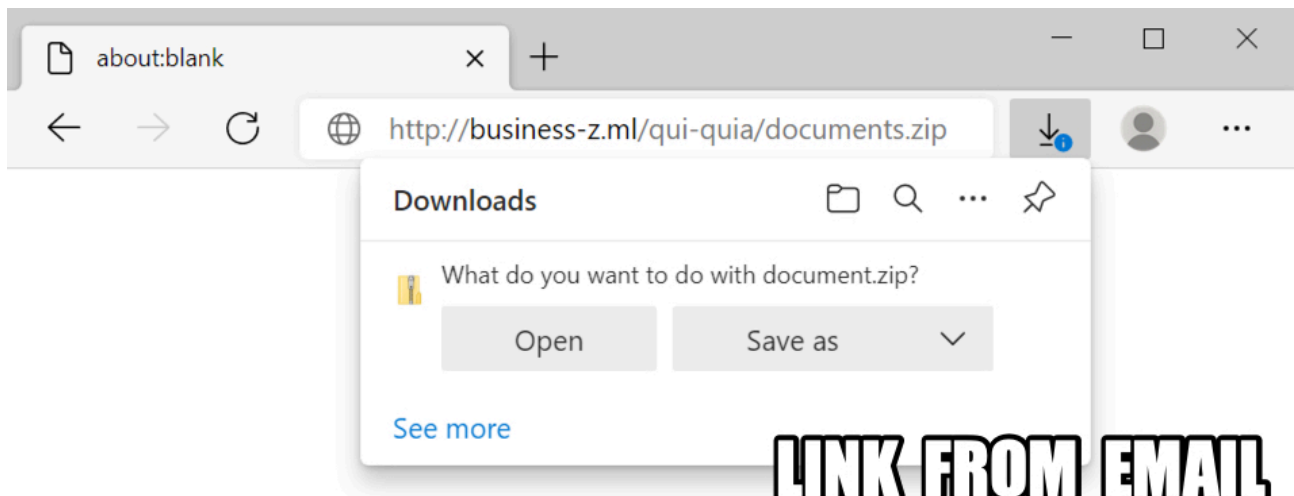 about:blank
http://business-z.ml/qui-quia/documents.zip
Downloads
What do you want to do with document.zip?
Open Save as
See more
LINK FROM EMAIL